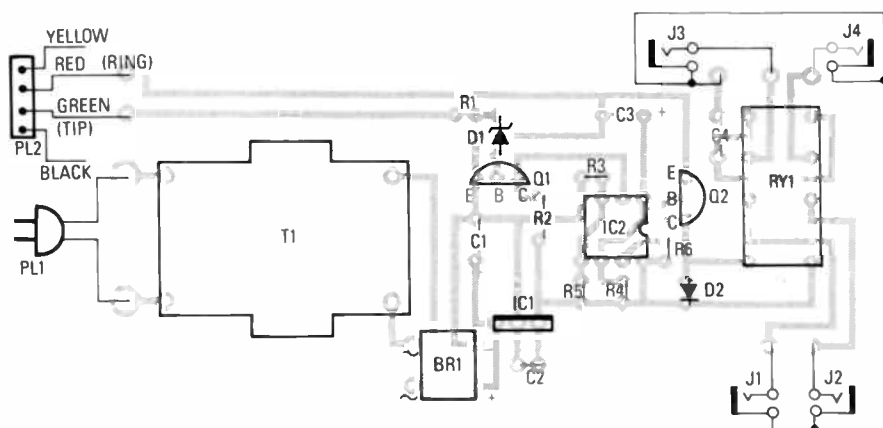 YELLOW
RED (RING)
GREEN
(TIP)
BLACK
PL2
PL1
T1
R1
D1
E B C
Q1
R2
C1
IC1
C2
BR1
~
~
+
C3 +
R3
IC2
R5 R4
R6
E
B
C
Q2
D2
C4
RY1
J3
J4
J1
J2